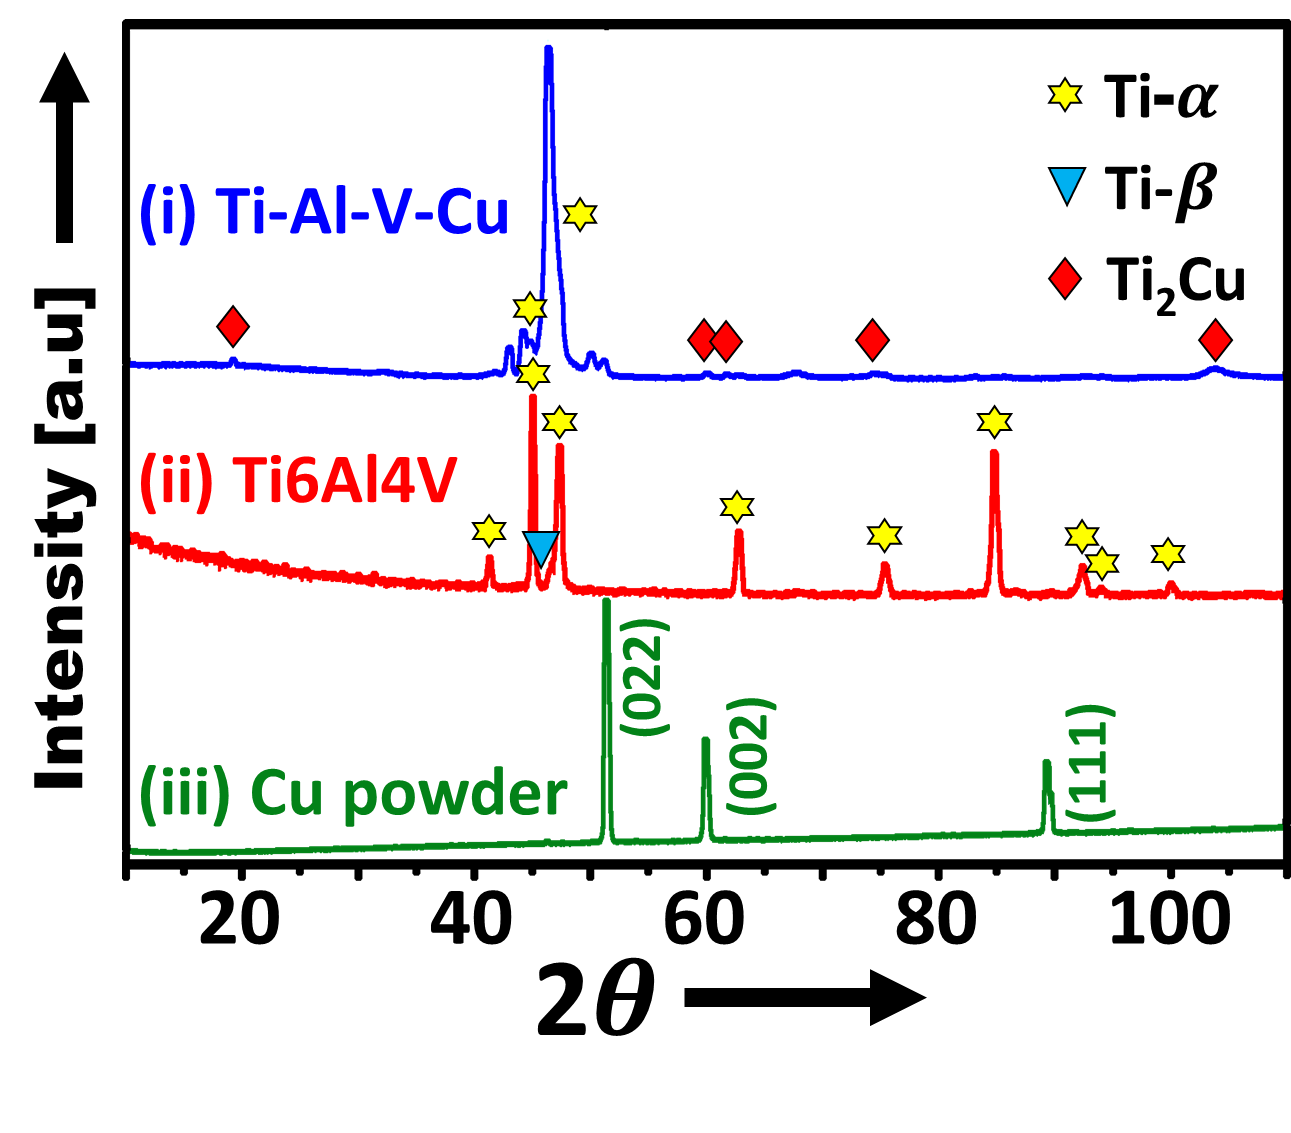 Ti-α
Ti-β
Ti₂Cu
(i) Ti-Al-V-Cu
(ii) Ti6Al4V
(iii) Cu powder
(022)
(002)
(111)
Intensity [a.u]
20 40 60 80 100
2θ